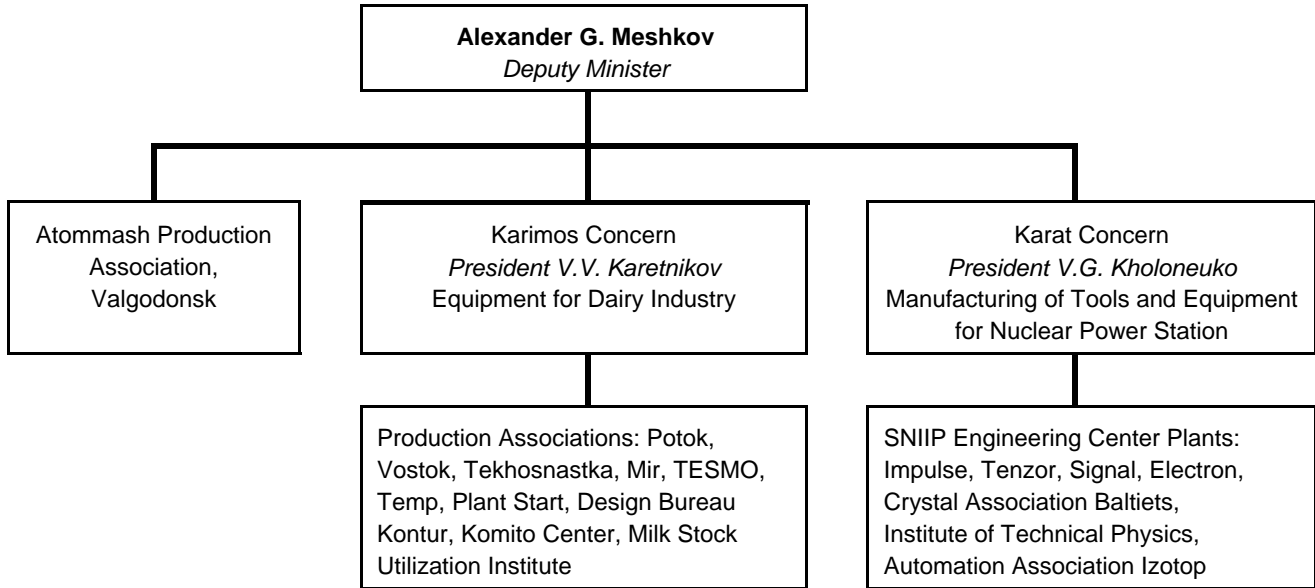 Alexander G. Meshkov
Deputy Minister
Atommash Production
Association,
Valgodonsk
Karimos Concern
President V.V. Karetnikov
Equipment for Dairy Industry
Karat Concern
President V.G. Kholoneuko
Manufacturing of Tools and Equipment
for Nuclear Power Station
Production Associations: Potok,
Vostok, Tekhosnastka, Mir, TESMO,
Temp, Plant Start, Design Bureau
Kontur, Komito Center, Milk Stock
Utilization Institute
SNIIP Engineering Center Plants:
Impulse, Tenzor, Signal, Electron,
Crystal Association Baltiets,
Institute of Technical Physics,
Automation Association Izotop